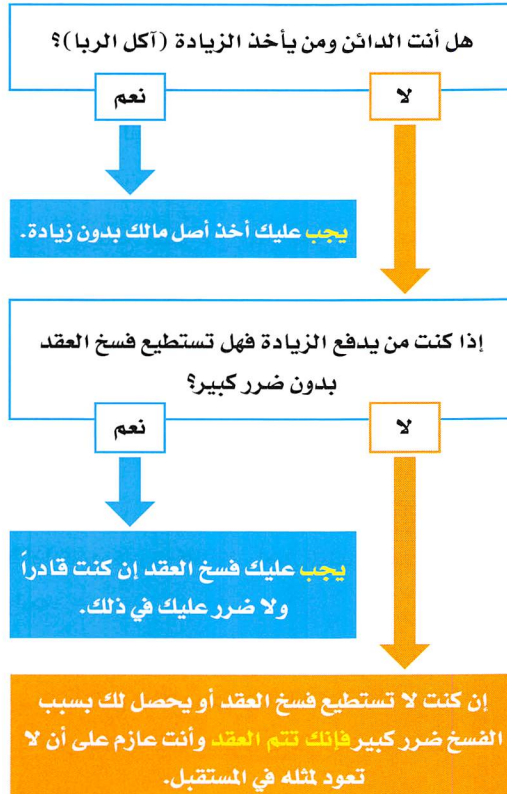 هل أنت الدائن ومن يأخذ الزيادة (آكل الربا)؟
نعم
لا
يجب عليك أخذ أصل مالك بدون زيادة.
إذا كنت من يدفع الزيادة فهل تستطيع فسخ العقد
بدون ضرر كبير؟
نعم
لا
يجب عليك فسخ العقد إن كنت قادراً
ولا ضرر عليك في ذلك.
إن كنت لا تستطيع فسخ العقد أو يحصل لك بسبب
الفسخ ضرر كبير فإنك تتم العقد وأنت عازم على أن لا
تعود لمثله في المستقبل.